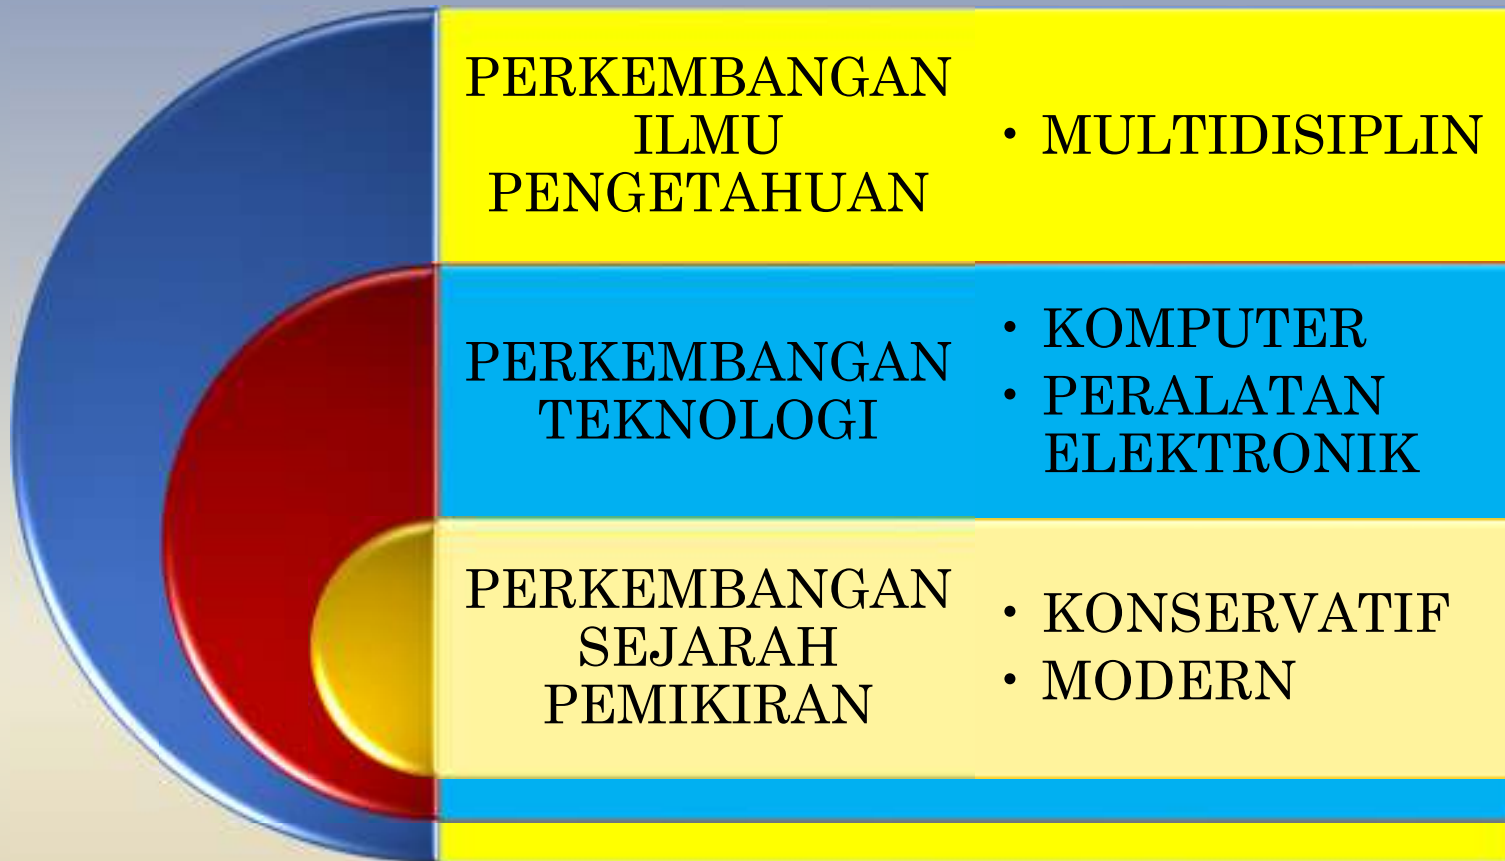 PERKEMBANGAN
ILMU
PENGETAHUAN
• MULTIDISIPLIN
PERKEMBANGAN
TEKNOLOGI
• KOMPUTER
• PERALATAN
ELEKTRONIK
PERKEMBANGAN
SEJARAH
PEMIKIRAN
• KONSERVATIF
• MODERN